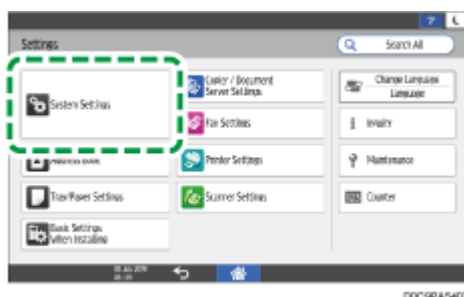 ?
Settings
Search All
System Settings
Copier / Document
Server Settings
Change Language
Language
Fax Settings
Inquiry
Address Book
Printer Settings
Maintenance
Tray/Paper Settings
Scanner Settings
Counter
Basic Settings
When Installing